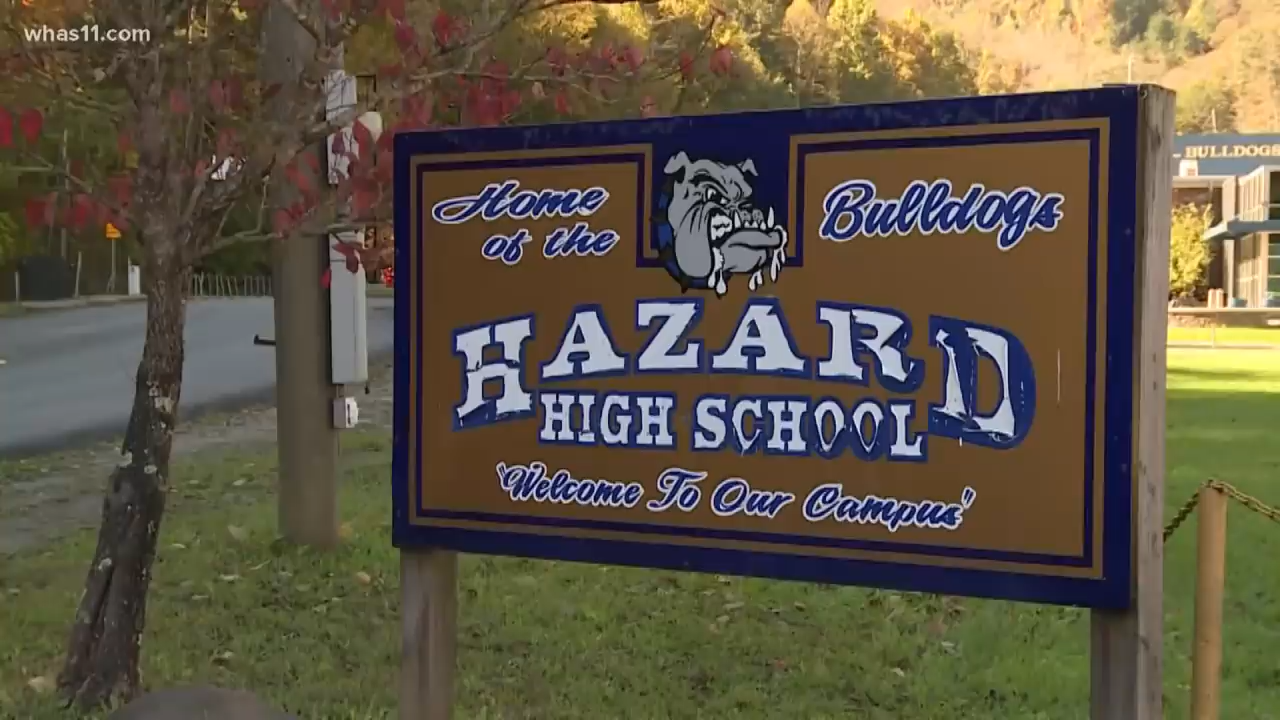 whas11.com
BULLDOGS
Home
of the
Bulldogs
HAZARD
HIGH SCHOOL
"Welcome To Our Campus"